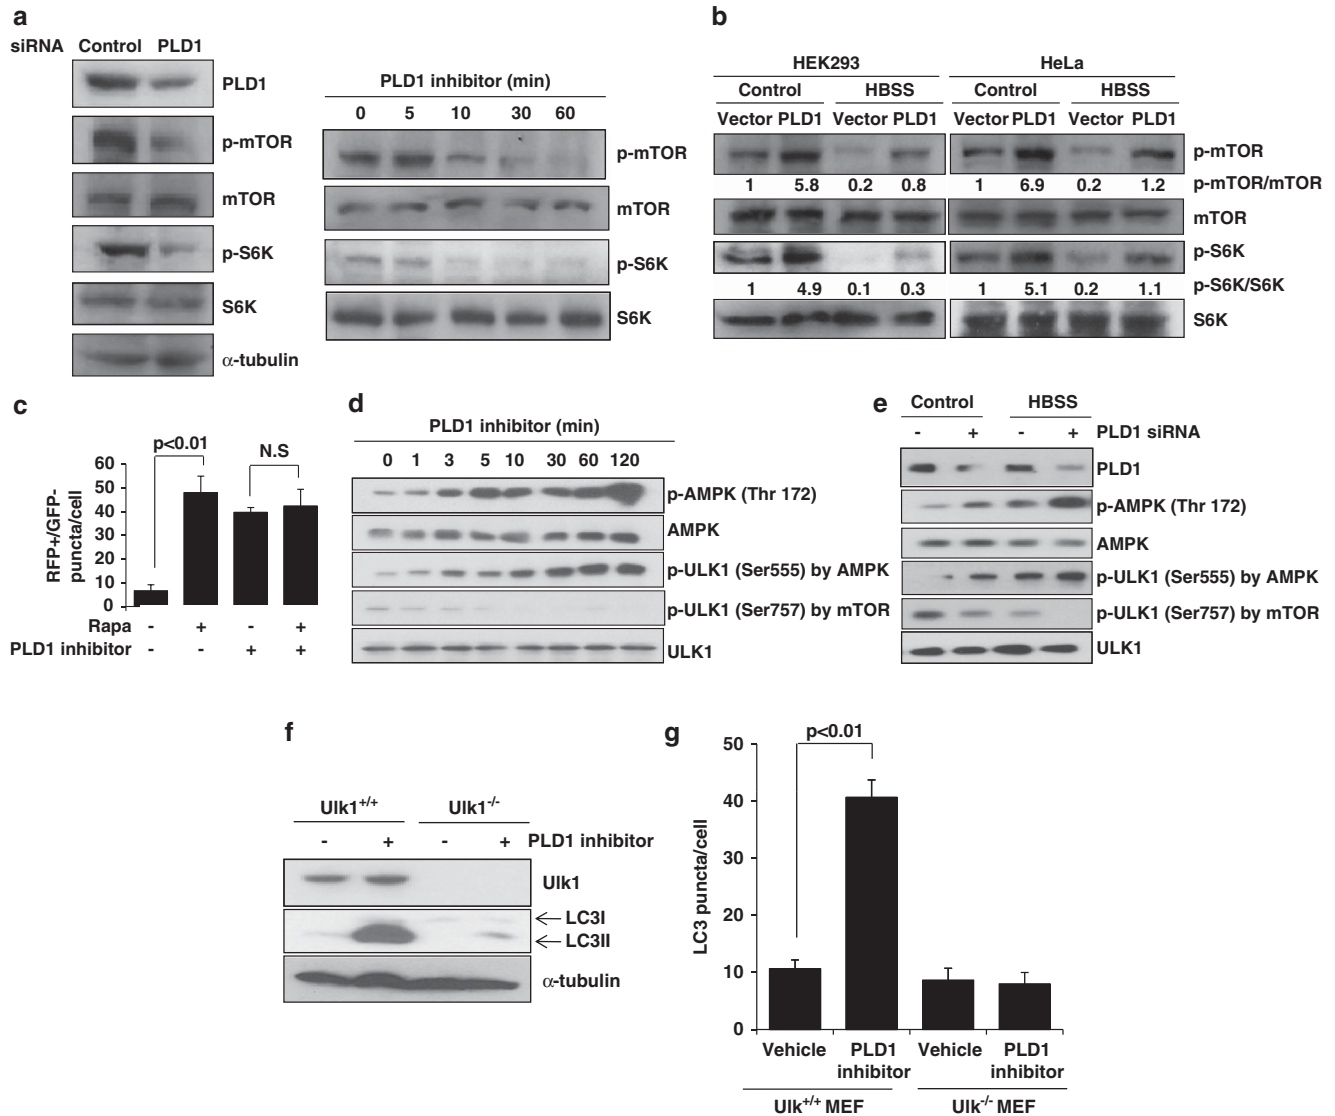 a
siRNA Control PLD1
PLD1
p-mTOR
mTOR
p-S6K
S6K
α-tubulin
PLD1 inhibitor (min)
0 5 10 30 60
p-mTOR
mTOR
p-S6K
S6K
b
HEK293 HeLa
Control HBSS Control HBSS
Vector PLD1 Vector PLD1 Vector PLD1 Vector PLD1
p-mTOR
1 5.8 0.2 0.8 1 6.9 0.2 1.2 p-mTOR/mTOR
mTOR
p-S6K
1 4.9 0.1 0.3 1 5.1 0.2 1.1 p-S6K/S6K
S6K
c
RFP+/GFP-
puncta/cell
60
50
40
30
20
10
0
p<0.01
N.S
Rapa - + - +
PLD1 inhibitor - - + +
d
PLD1 inhibitor (min)
0 1 3 5 10 30 60 120
p-AMPK (Thr 172)
AMPK
p-ULK1 (Ser555) by AMPK
p-ULK1 (Ser757) by mTOR
ULK1
e
Control HBSS
- + - + PLD1 siRNA
PLD1
p-AMPK (Thr 172)
AMPK
p-ULK1 (Ser555) by AMPK
p-ULK1 (Ser757) by mTOR
ULK1
f
Ulk1+/+ Ulk1-/-
- + - + PLD1 inhibitor
Ulk1
LC3I
LC3II
α-tubulin
g
LC3 puncta/cell
50
40
30
20
10
0
p<0.01
Vehicle PLD1 Vehicle PLD1
inhibitor inhibitor
Ulk+/+ MEF Ulk-/- MEF